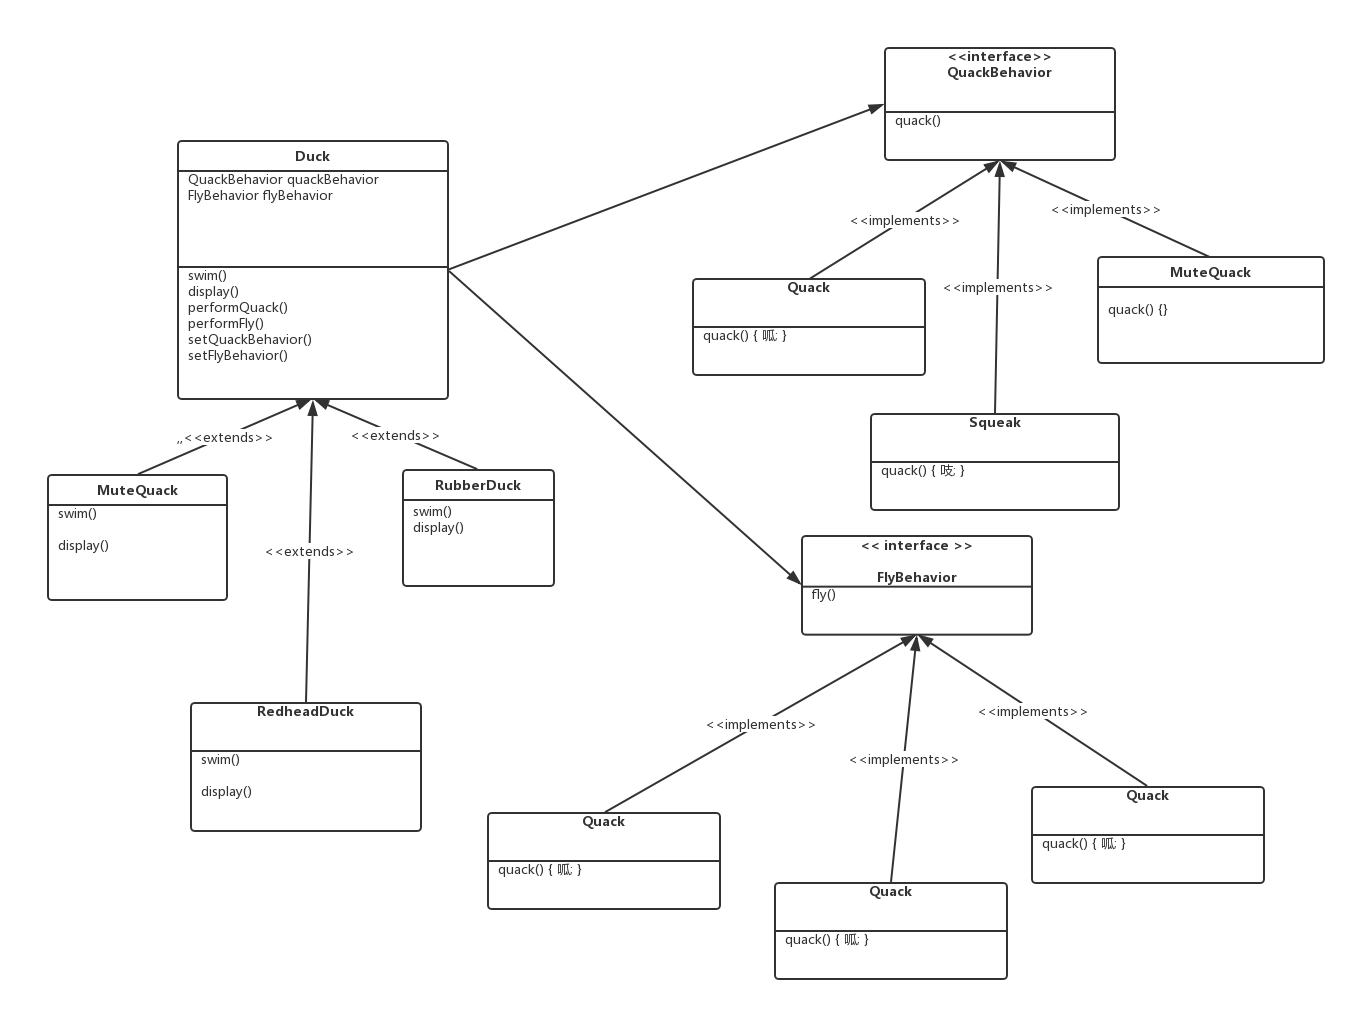 <<interface>>
QuackBehavior
quack()
Duck
QuackBehavior quackBehavior
FlyBehavior flyBehavior
swim()
display()
performQuack()
performFly()
setQuackBehavior()
setFlyBehavior()
<<implements>>
<<implements>>
<<implements>>
Quack
quack() { 呱; }
MuteQuack
quack() {}
Squeak
quack() { 吱; }
,,<<extends>>
<<extends>>
<<extends>>
MuteQuack
swim()
display()
RubberDuck
swim()
display()
RedheadDuck
swim()
display()
<< interface >>
FlyBehavior
fly()
<<implements>>
<<implements>>
<<implements>>
Quack
quack() { 呱; }
Quack
quack() { 呱; }
Quack
quack() { 呱; }